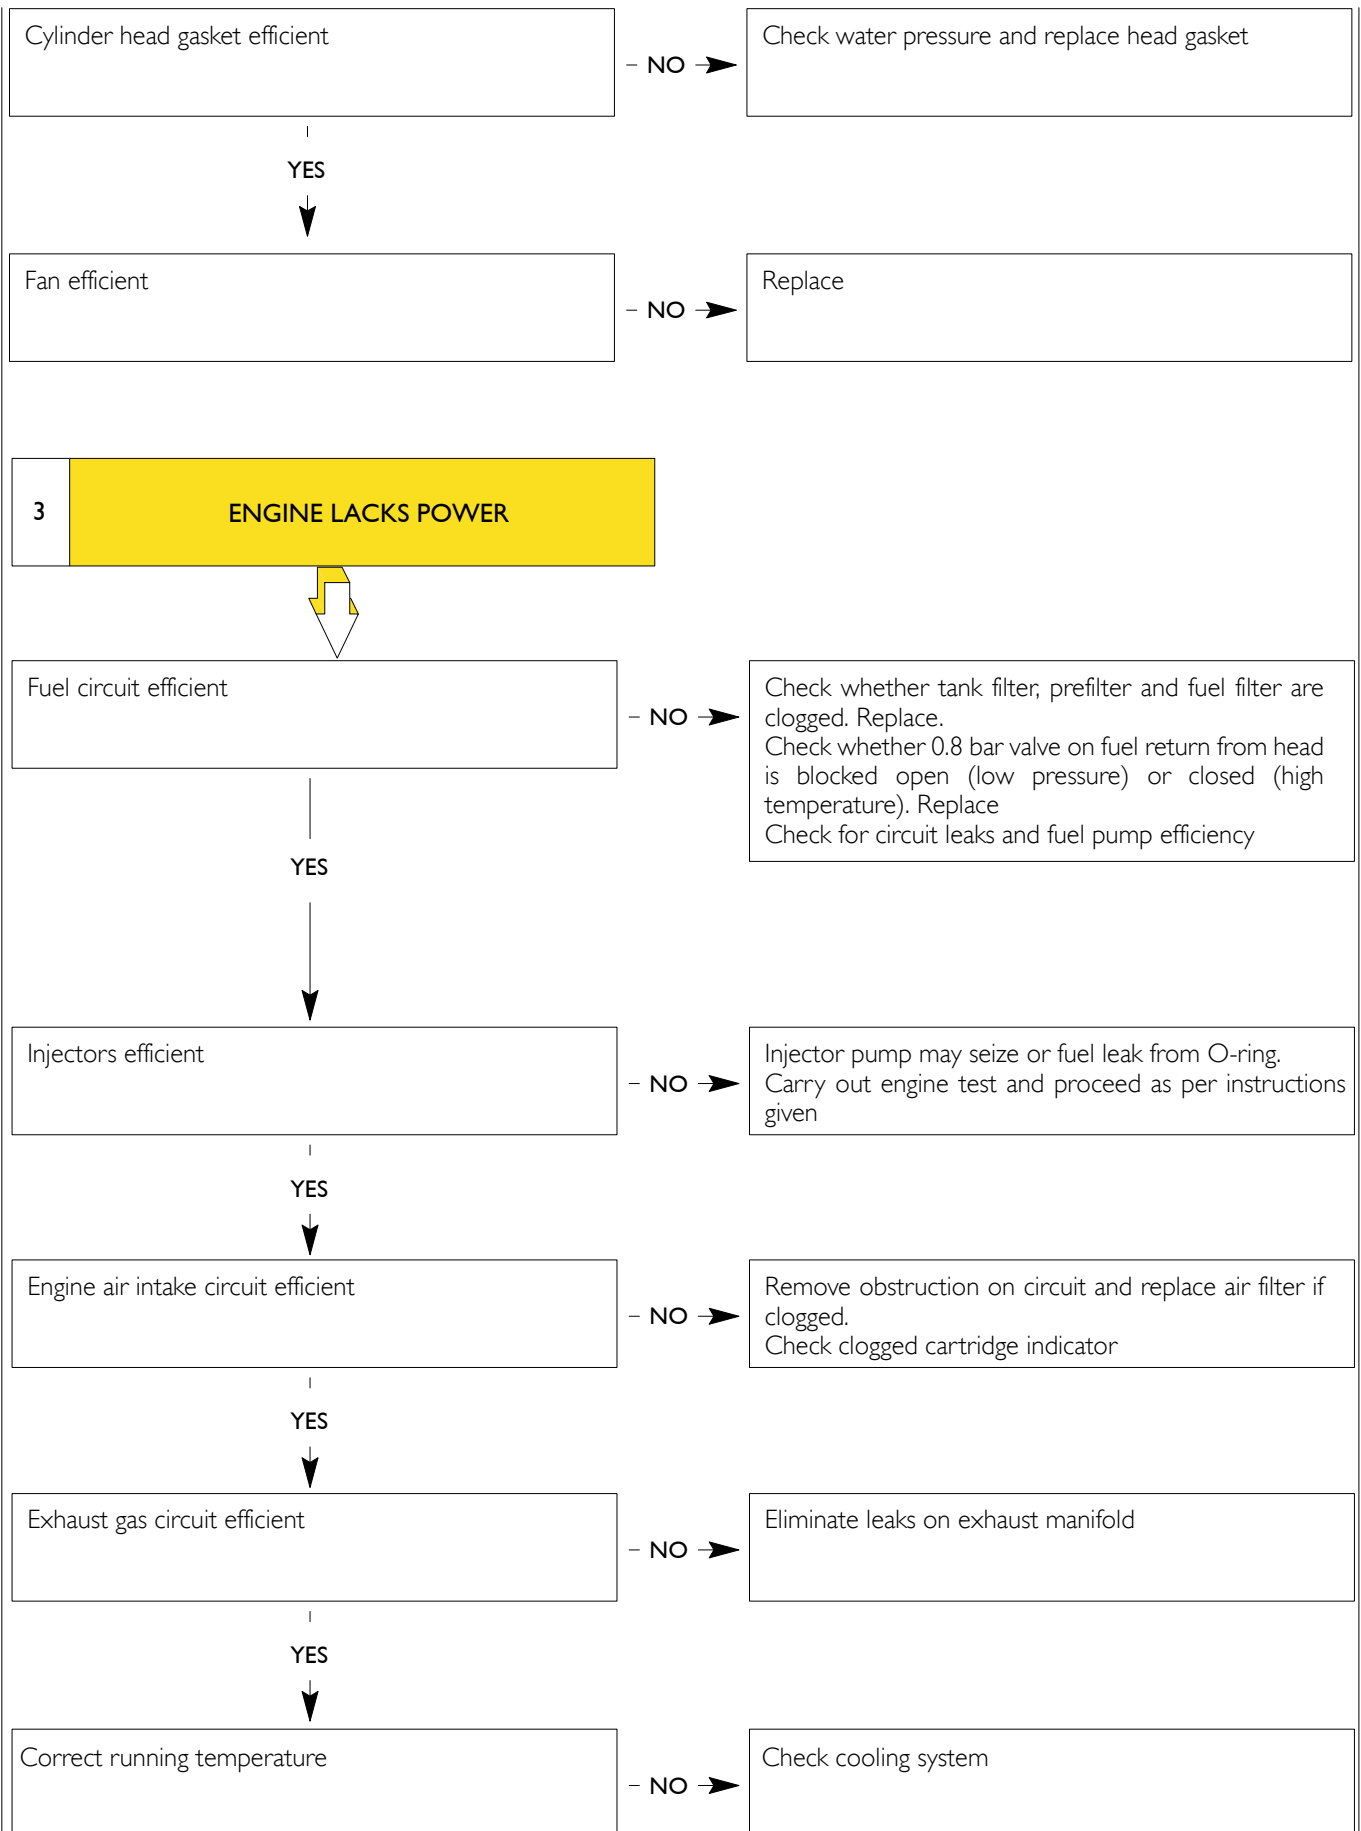 Cylinder head gasket efficient
– NO
Check water pressure and replace head gasket
YES
Fan efficient
– NO
Replace
3
ENGINE LACKS POWER
Fuel circuit efficient
– NO
Check whether tank filter, prefilter and fuel filter are
clogged. Replace.
Check whether 0.8 bar valve on fuel return from head
is blocked open (low pressure) or closed (high
temperature). Replace
Check for circuit leaks and fuel pump efficiency
YES
Injectors efficient
– NO
Injector pump may seize or fuel leak from O-ring.
Carry out engine test and proceed as per instructions
given
YES
Engine air intake circuit efficient
– NO
Remove obstruction on circuit and replace air filter if
clogged.
Check clogged cartridge indicator
YES
Exhaust gas circuit efficient
– NO
Eliminate leaks on exhaust manifold
YES
Correct running temperature
– NO
Check cooling system